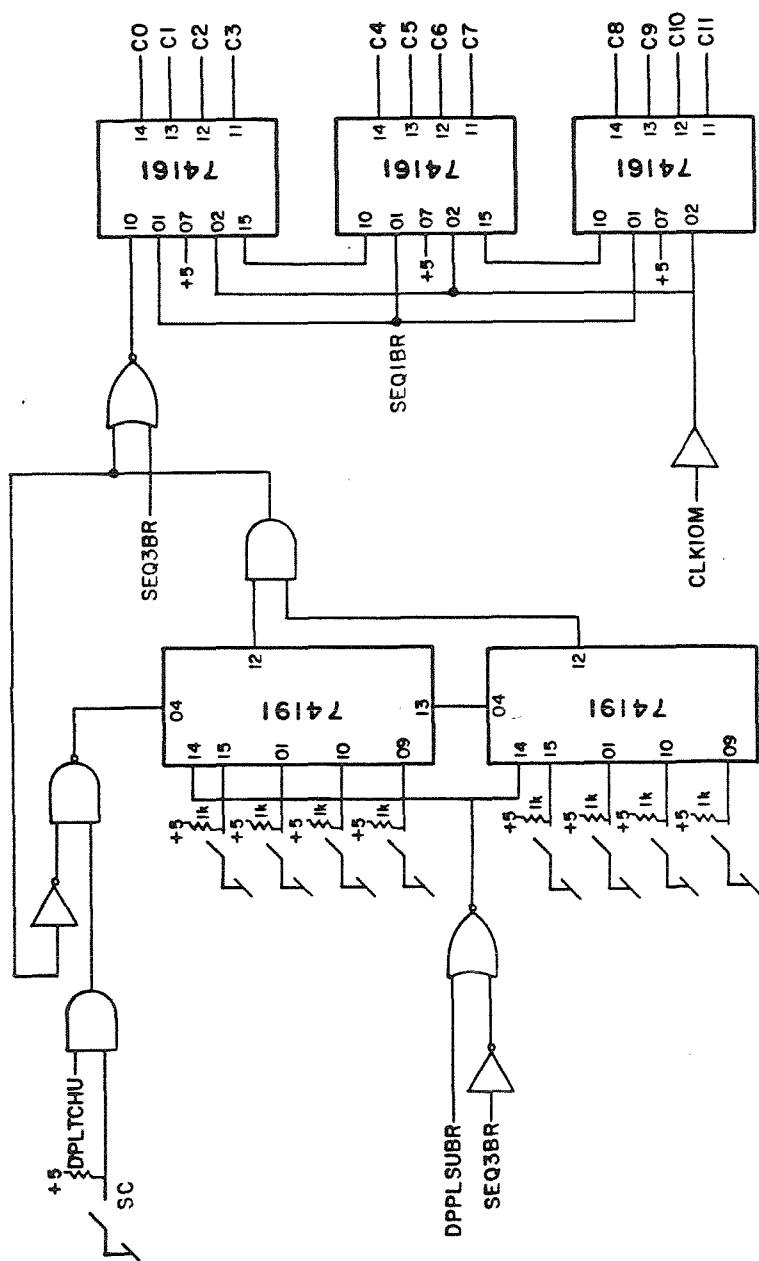 +5
SC
DPLTCHU
DPPLSUBR
SEQ3BR
+5
1k
+5
1k
+5
1k
+5
1k
14
15
01
10
09
04
74191
12
13
+5
1k
+5
1k
+5
1k
+5
1k
14
15
01
10
09
04
74191
12
SEQ3BR
SEQ1BR
CLK10M
10
01
07
02
15
+5
74161
14
13
12
11
C0
C1
C2
C3
10
01
07
02
15
+5
74161
14
13
12
11
C4
C5
C6
C7
10
01
07
02
+5
74161
14
13
12
11
C8
C9
C10
C11